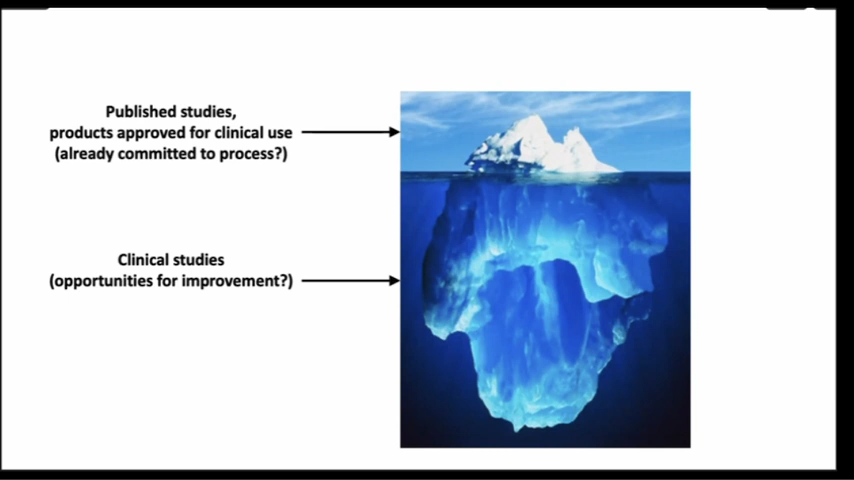 Published studies,
products approved for clinical use
(already committed to process?)
Clinical studies
(opportunities for improvement?)